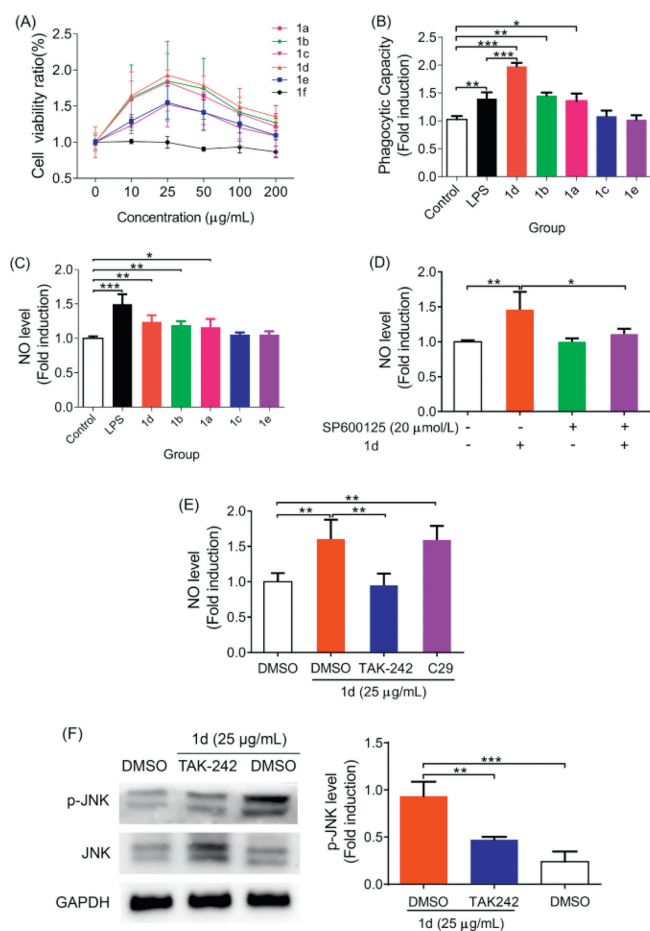 (A)
Cell viability ratio(%)
2.5
2.0
1.5
1.0
0.5
0 10 25 50 100 200
Concentration (μg/mL)
1a
1b
1c
1d
1e
1f
(B)
Phagocytic Capacity
(Fold induction)
2.5
2.0
1.5
1.0
0.5
0.0
*
**
***
***
**
Control LPS 1d 1b 1a 1c 1e
Group
(C)
NO level
(Fold induction)
2.0
1.5
1.0
0.5
0.0
*
**
**
***
Control LPS 1d 1b 1a 1c 1e
Group
(D)
NO level
(Fold induction)
2.0
1.5
1.0
0.5
0.0
** *
SP600125 (20 μmol/L) - - + +
1d - + - +
(E)
NO level
(Fold induction)
2.0
1.5
1.0
0.5
0.0
**
** **
DMSO DMSO TAK-242 C29
1d (25 μg/mL)
(F)
1d (25 μg/mL)
DMSO TAK-242 DMSO
p-JNK
JNK
GAPDH
p-JNK level
(Fold induction)
1.5
1.0
0.5
0.0
***
**
DMSO TAK242 DMSO
1d (25 μg/mL)